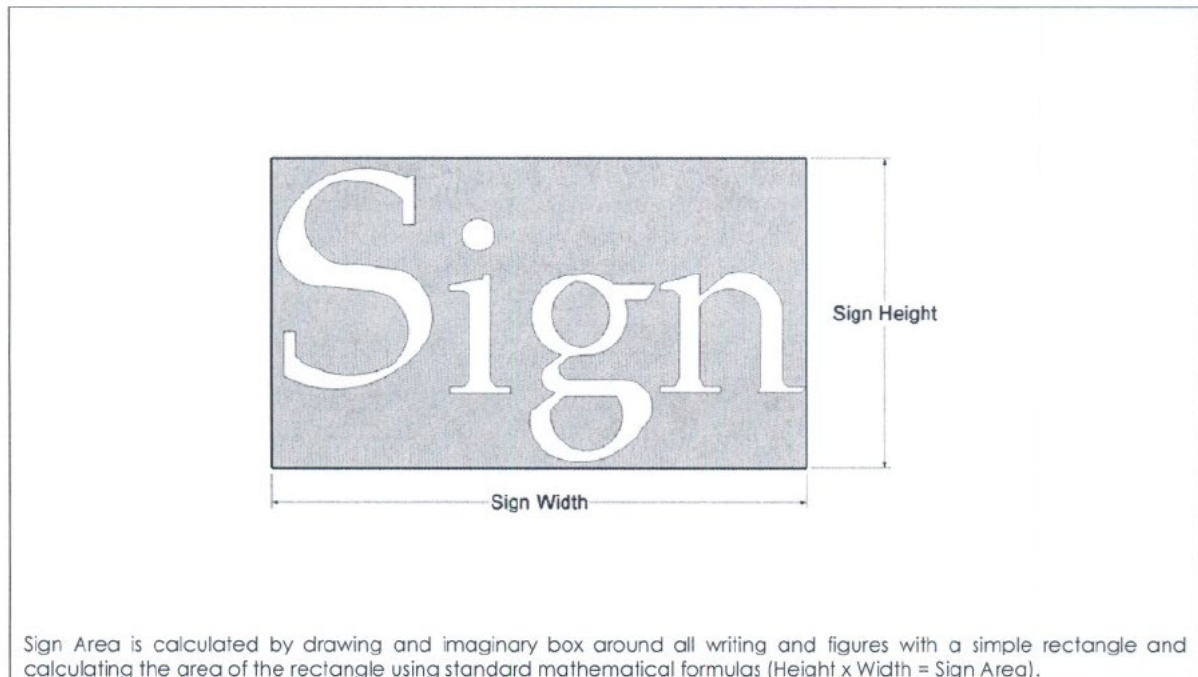 Sign
Sign Height
Sign Width
Sign Area is calculated by drawing and imaginary box around all writing and figures with a simple rectangle and
calculating the area of the rectangle using standard mathematical formulas (Height x Width = Sign Area).